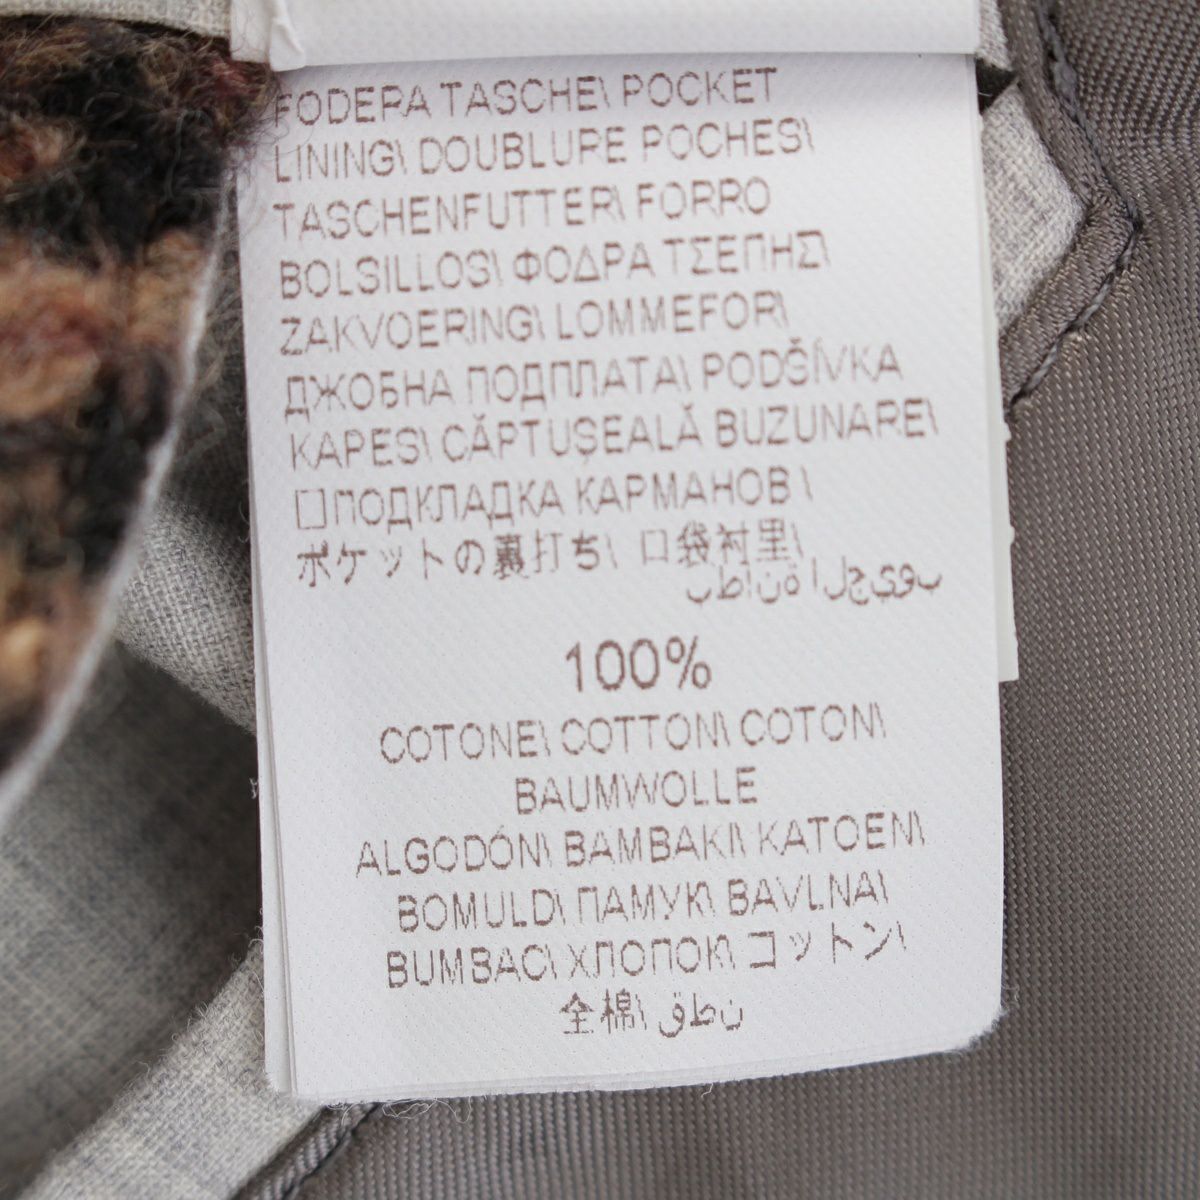 FODERA TASCHE\ POCKET
LINING\ DOUBLURE POCHES\
TASCHENFUTTER\ FORRO
BOLSILLOS\ ΦΟΔΡΑ ΤΣΕΠΗΣ\
ZAKVOERING\ LOMMEFOR\
ДЖОБНА ПОДПЛАТА\ PODŠÍVKA
KAPES\ CĂPTUŞEALĂ BUZUNARE\
□ПОДКЛАДКА КАРМАНОВ \
ポケットの裏打ち\ 口袋衬里\
بطانة الجيوب
100%
COTONE\ COTTON\ COTON\
BAUMWOLLE
ALGODÓN\ BAMBAKI\ KATOEN\
BOMULD\ ПАМУК\ BAVLNA\
BUMBAC\ ХЛОПОК\ コットン\
全棉\ قطن